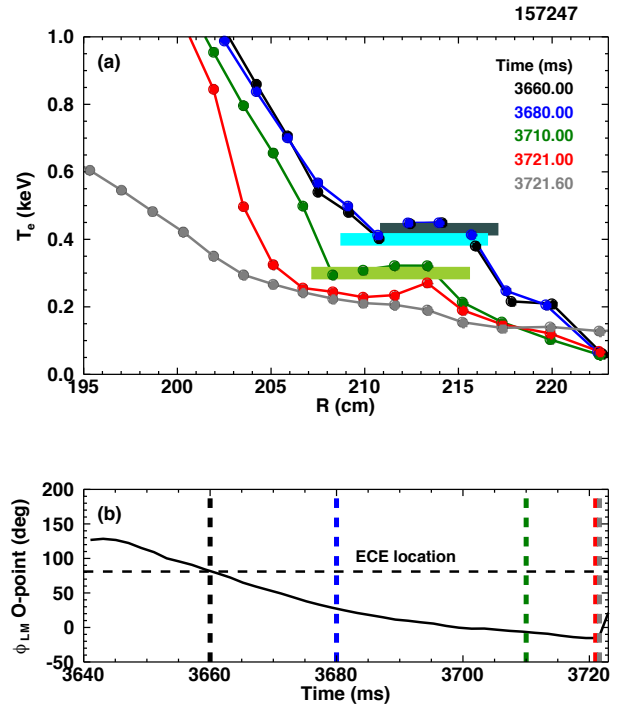 157247
(a)
Time (ms)
3660.00
3680.00
3710.00
3721.00
3721.60
1.0
0.8
0.6
0.4
0.2
0.0
T_e (keV)
195 200 205 210 215 220
R (cm)
(b)
200
150
100
50
0
-50
ϕ_LM O-point (deg)
ECE location
3640 3660 3680 3700 3720
Time (ms)